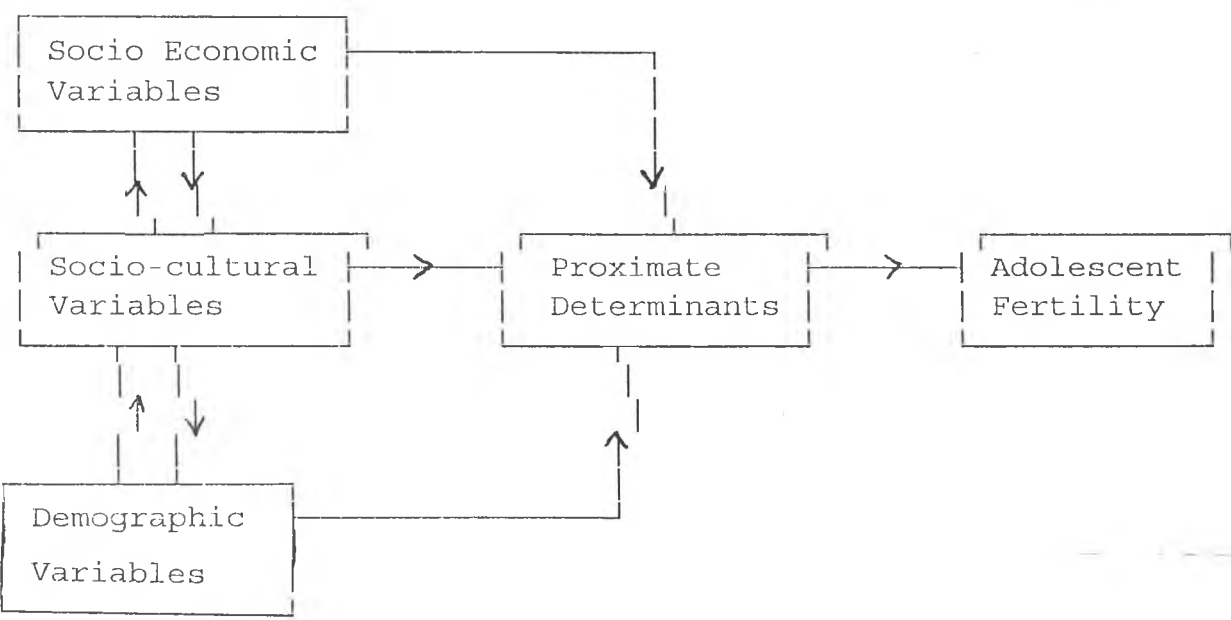 Socio Economic
Variables
Socio-cultural
Variables
Proximate
Determinants
Adolescent
Fertility
Demographic
Variables